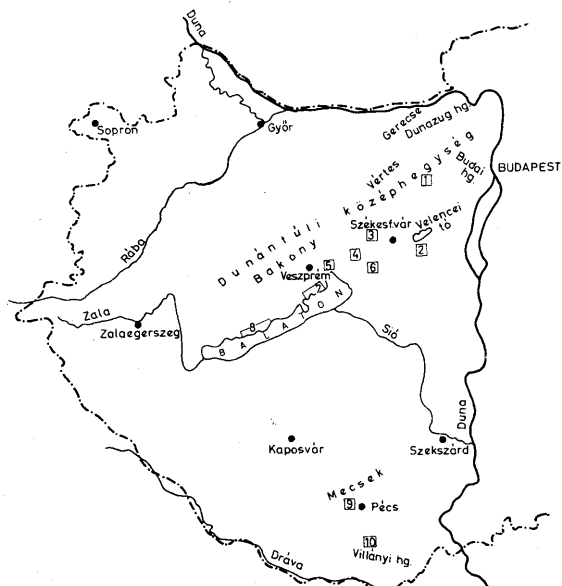 Duna
Sopron
Győr
Gerecse
Dunazug hg.
Budai hg.
BUDAPEST
Vértes
Dunántúli középhegység
Bakony
1
Székesf.vár
Velencei tó
2
3
4
5
6
Veszprém
7
Rába
Zala
Zalaegerszeg
8
BALATON
Sió
Duna
Kaposvár
Szekszárd
Mecsek
9
Pécs
10
Villányi hg.
Dráva